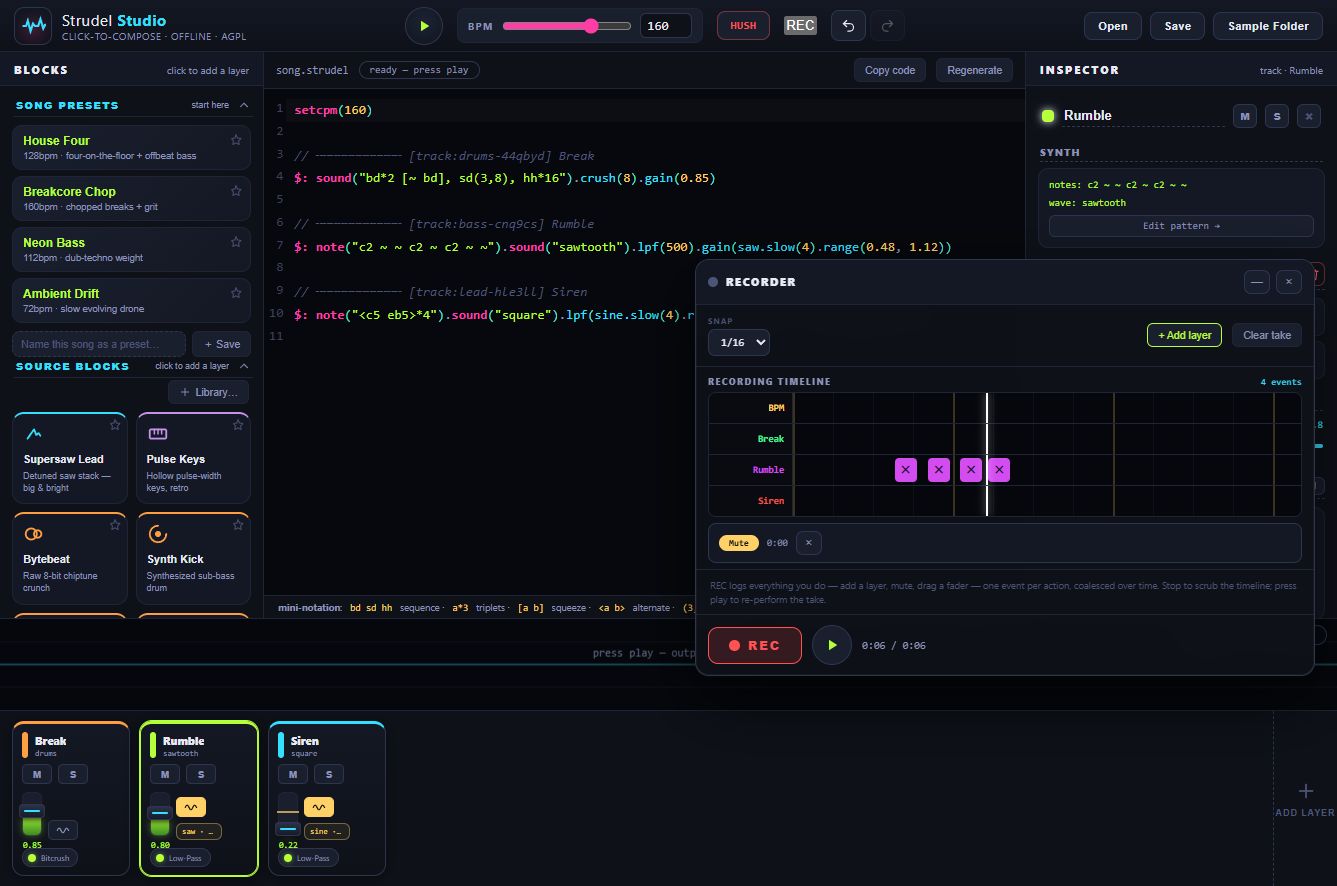 Strudel Studio
CLICK-TO-COMPOSE · OFFLINE · AGPL
BPM
160
HUSH
REC
Open
Save
Sample Folder
BLOCKS
click to add a layer
SONG PRESETS
start here
House Four
128bpm · four-on-the-floor + offbeat bass
Breakcore Chop
160bpm · chopped breaks + grit
Neon Bass
112bpm · dub-techno weight
Ambient Drift
72bpm · slow evolving drone
Name this song as a preset…
+ Save
SOURCE BLOCKS
click to add a layer
+ Library…
Supersaw Lead
Detuned saw stack —
big & bright
Pulse Keys
Hollow pulse-width
keys, retro
Bytebeat
Raw 8-bit chiptune
crunch
Synth Kick
Synthesized sub-bass
drum
song.strudel
ready — press play
Copy code
Regenerate
1 setcpm(160)
2
3 // ------------- [track:drums-44qbyd] Break
4 $: sound("bd*2 [~ bd], sd(3,8), hh*16").crush(8).gain(0.85)
5
6 // ------------- [track:bass-cnq9cs] Rumble
7 $: note("c2 ~ ~ c2 ~ c2 ~ ~").sound("sawtooth").lpf(500).gain(saw.slow(4).range(0.48, 1.12))
8
9 // ------------- [track:lead-hle3ll] Siren
10 $: note("<c5 eb5>*4").sound("square").lpf(sine.slow(4).r
11
mini-notation: bd sd hh sequence · a*3 triplets · [a b] squeeze · <a b> alternate · (3
press play — outp
INSPECTOR
track · Rumble
Rumble
M
S
×
SYNTH
notes: c2 ~ ~ c2 ~ c2 ~ ~
wave: sawtooth
Edit pattern →
.8
RECORDER
—
×
SNAP
1/16
+ Add layer
Clear take
RECORDING TIMELINE
4 events
BPM
Break
Rumble
× × × ×
Siren
Mute
0:00
×
REC logs everything you do — add a layer, mute, drag a fader — one event per action, coalesced over time. Stop to scrub the timeline; press
play to re-perform the take.
REC
0:06 / 0:06
Break
drums
M
S
0.85
Bitcrush
Rumble
sawtooth
M
S
saw · …
0.80
Low-Pass
Siren
square
M
S
sine ·…
0.22
Low-Pass
+
ADD LAYER